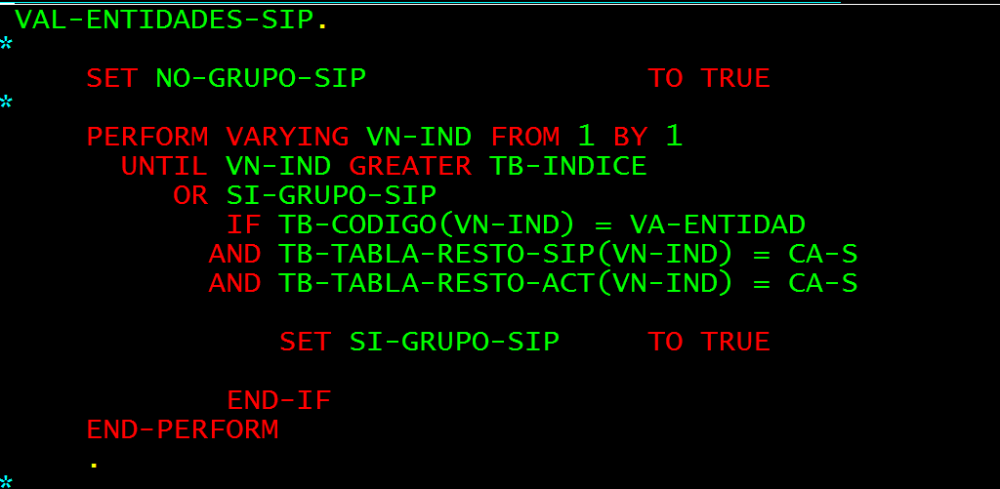 VAL-ENTIDADES-SIP.
*
SET NO-GRUPO-SIP TO TRUE
*
PERFORM VARYING VN-IND FROM 1 BY 1
UNTIL VN-IND GREATER TB-INDICE
OR SI-GRUPO-SIP
IF TB-CODIGO(VN-IND) = VA-ENTIDAD
AND TB-TABLA-RESTO-SIP(VN-IND) = CA-S
AND TB-TABLA-RESTO-ACT(VN-IND) = CA-S
SET SI-GRUPO-SIP TO TRUE
END-IF
END-PERFORM
.
*